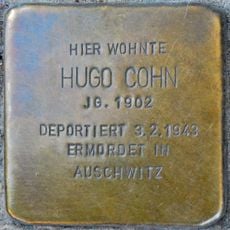 HIER WOHNTE
HUGO COHN
JG. 1902
DEPORTIERT 3.2.1943
ERMORDET IN
AUSCHWITZ